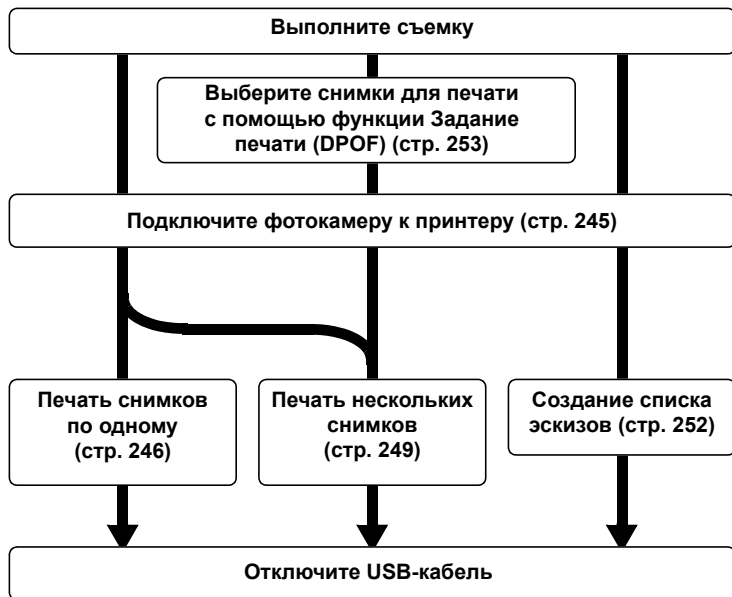 Выполните съемку
Выберите снимки для печати
с помощью функции Задание
печати (DPOF) (стр. 253)
Подключите фотокамеру к принтеру (стр. 245)
Печать снимков
по одному
(стр. 246)
Печать нескольких
снимков
(стр. 249)
Создание списка
эскизов (стр. 252)
Отключите USB-кабель